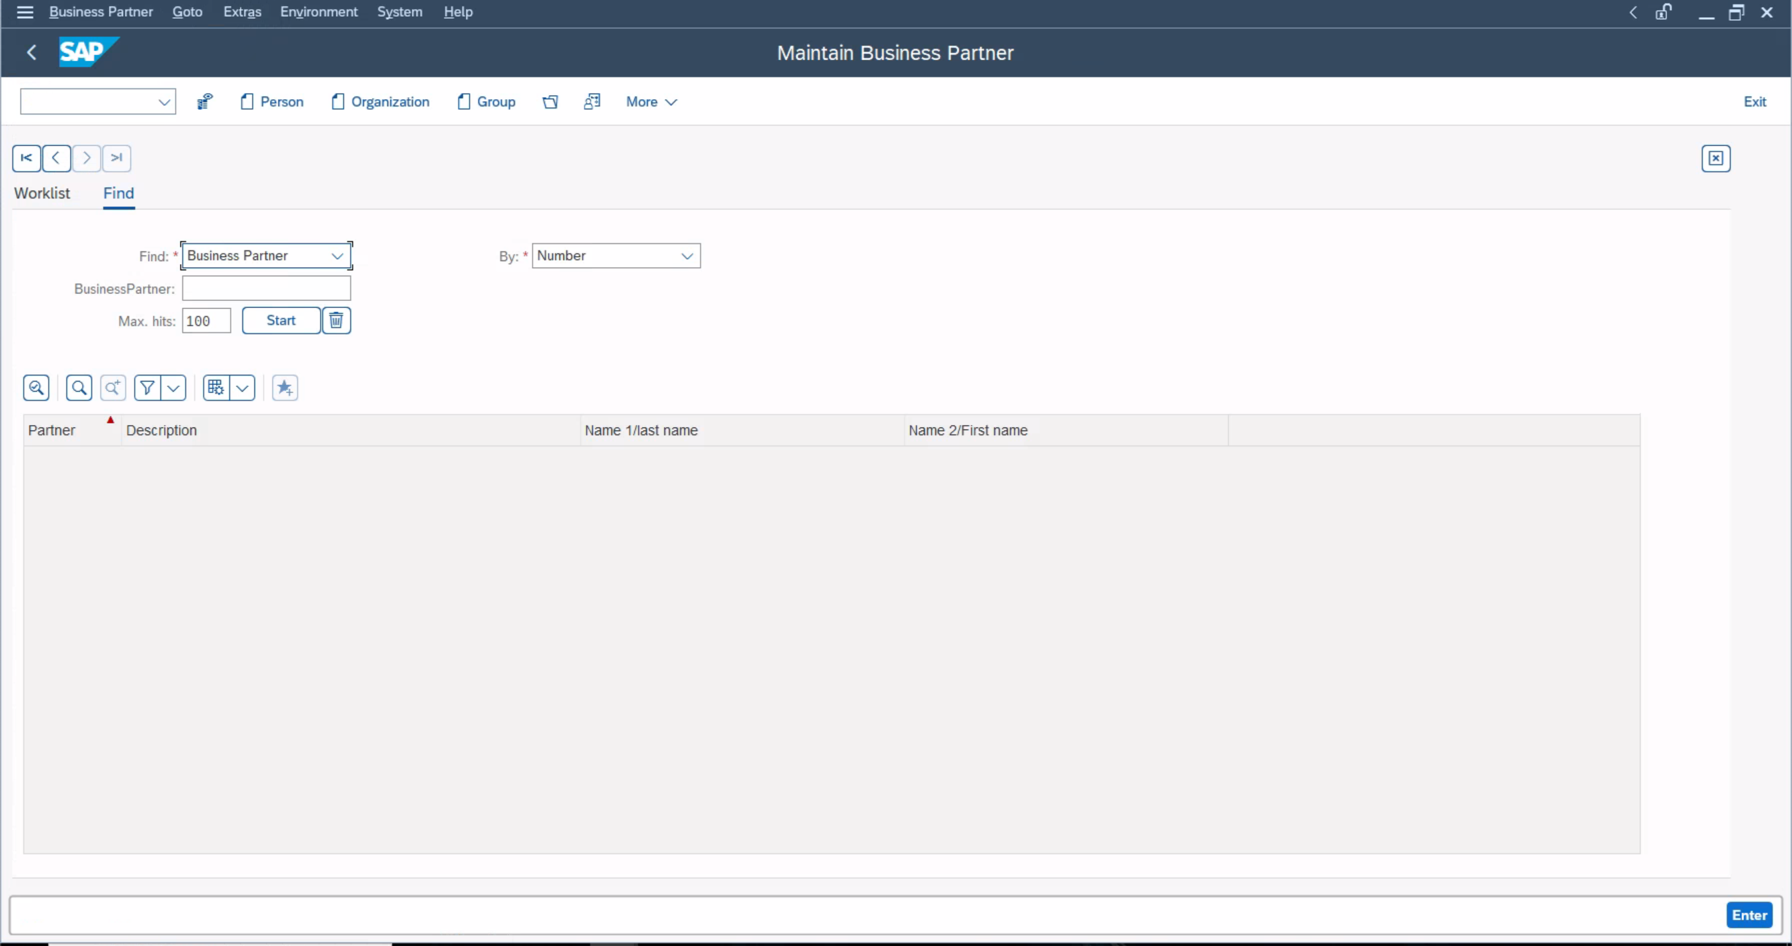 Business Partner Goto Extras Environment System Help
SAP Maintain Business Partner
Person Organization Group More Exit
Worklist Find
Find: * Business Partner By: * Number
BusinessPartner:
Max. hits: 100 Start
Partner Description Name 1/last name Name 2/First name
Enter